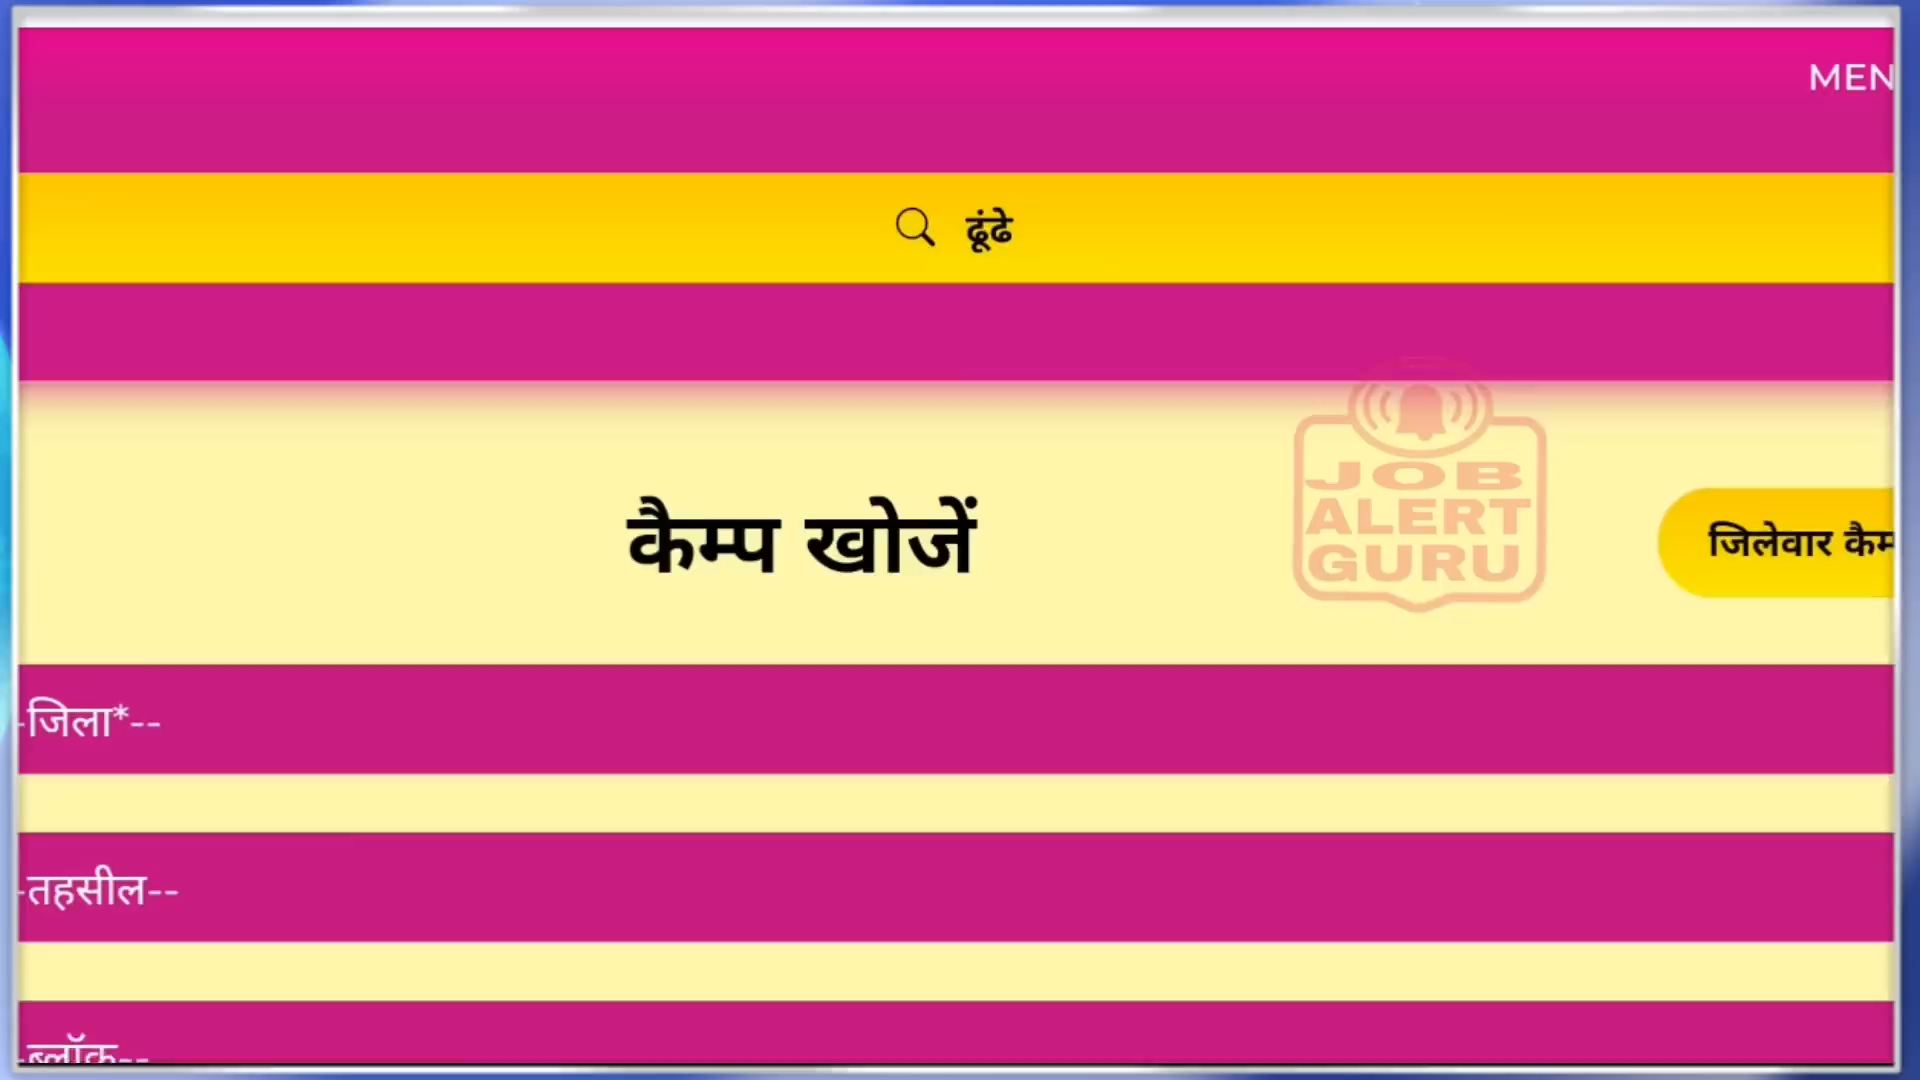 MEN
ढूंढे
कैम्प खोजें
JOB
ALERT
GURU
जिलेवार
-जिला*--
-तहसील--
-ब्लॉक--